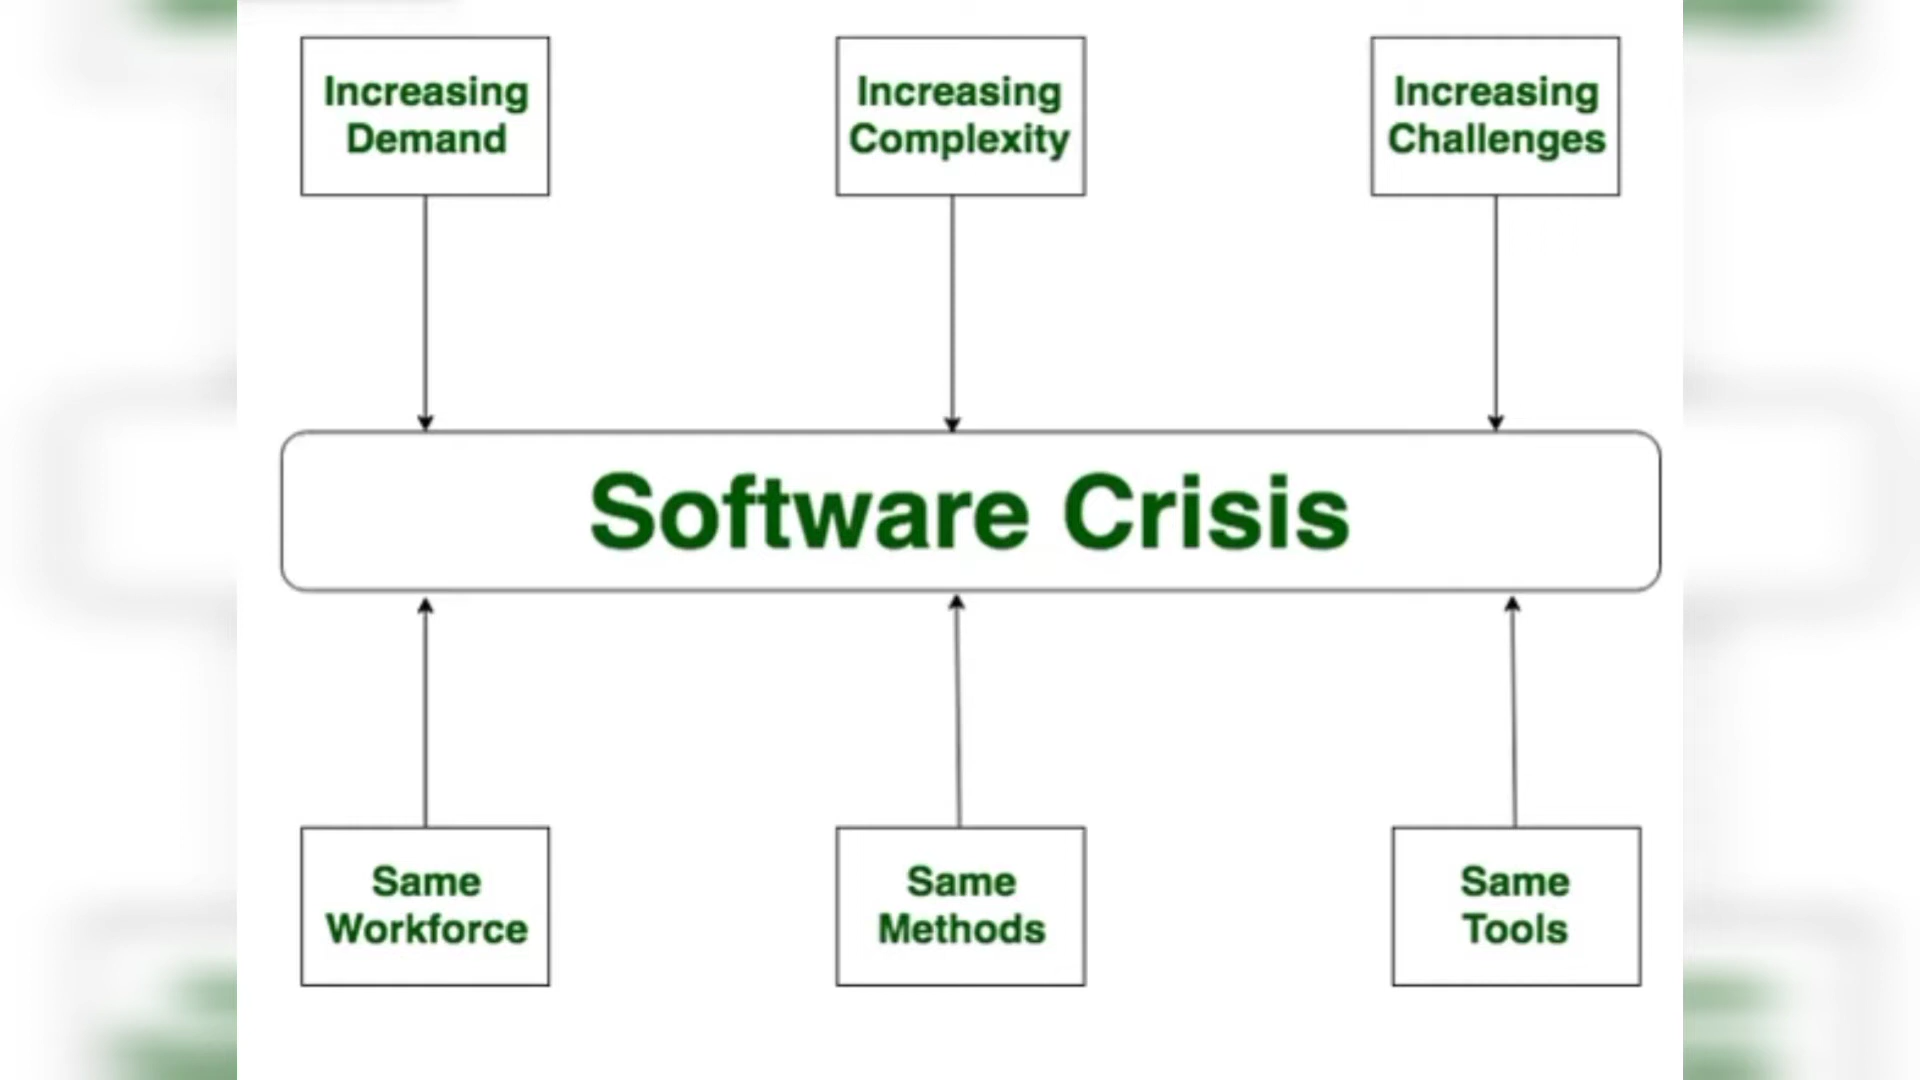 Increasing
Demand
Increasing
Complexity
Increasing
Challenges
Software Crisis
Same
Workforce
Same
Methods
Same
Tools